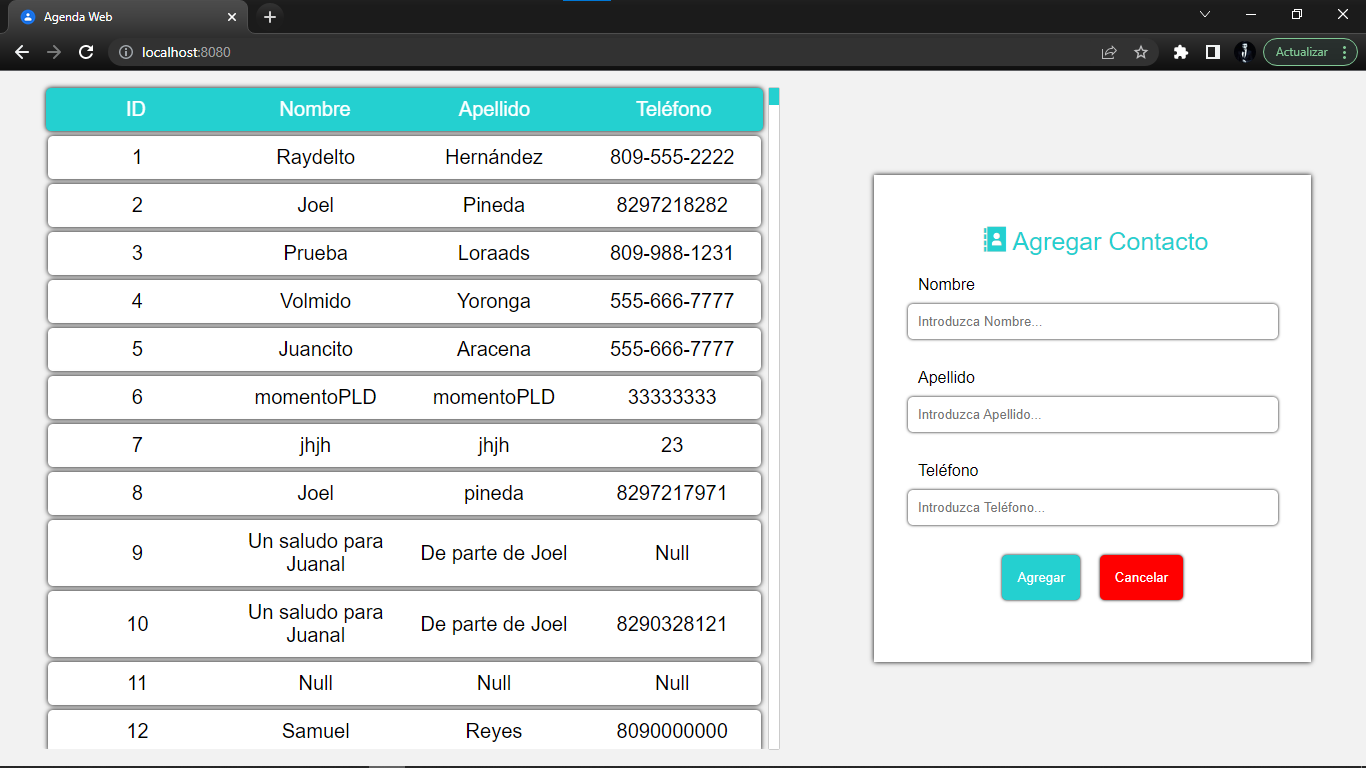 Agenda Web
localhost:8080
Actualizar
ID Nombre Apellido Teléfono
1 Raydelto Hernández 809-555-2222
2 Joel Pineda 8297218282
3 Prueba Loraads 809-988-1231
4 Volmido Yoronga 555-666-7777
5 Juancito Aracena 555-666-7777
6 momentoPLD momentoPLD 33333333
7 jhjh jhjh 23
8 Joel pineda 8297217971
9 Un saludo para Juanal De parte de Joel Null
10 Un saludo para Juanal De parte de Joel 8290328121
11 Null Null Null
12 Samuel Reyes 8090000000
Agregar Contacto
Nombre
Introduzca Nombre...
Apellido
Introduzca Apellido...
Teléfono
Introduzca Teléfono...
Agregar Cancelar